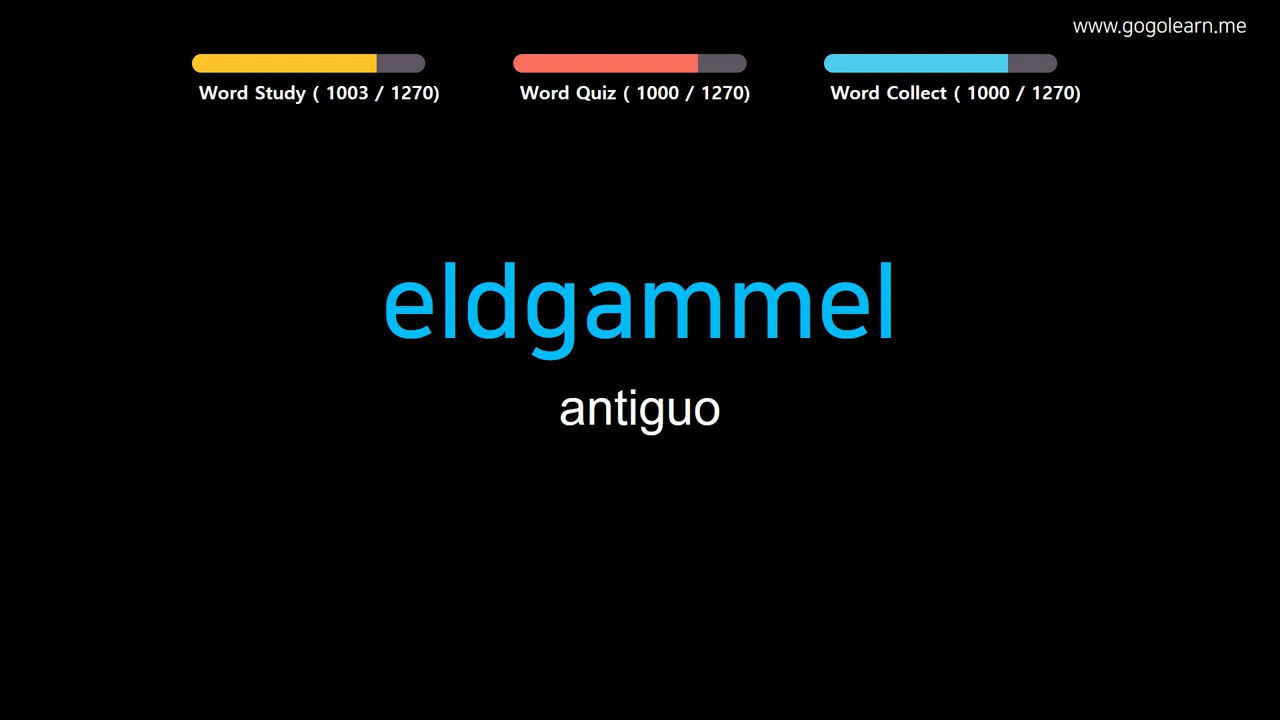 www.gogolearn.me
Word Study ( 1003 / 1270)
Word Quiz ( 1000 / 1270)
Word Collect ( 1000 / 1270)
eldgammel
antiguo